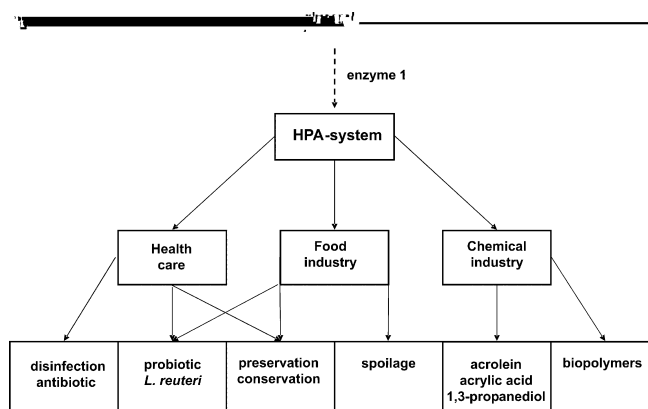 enzyme 1
HPA-system
Health
care
Food
industry
Chemical
industry
disinfection
antibiotic
probiotic
L. reuteri
preservation
conservation
spoilage
acrolein
acrylic acid
1,3-propanediol
biopolymers